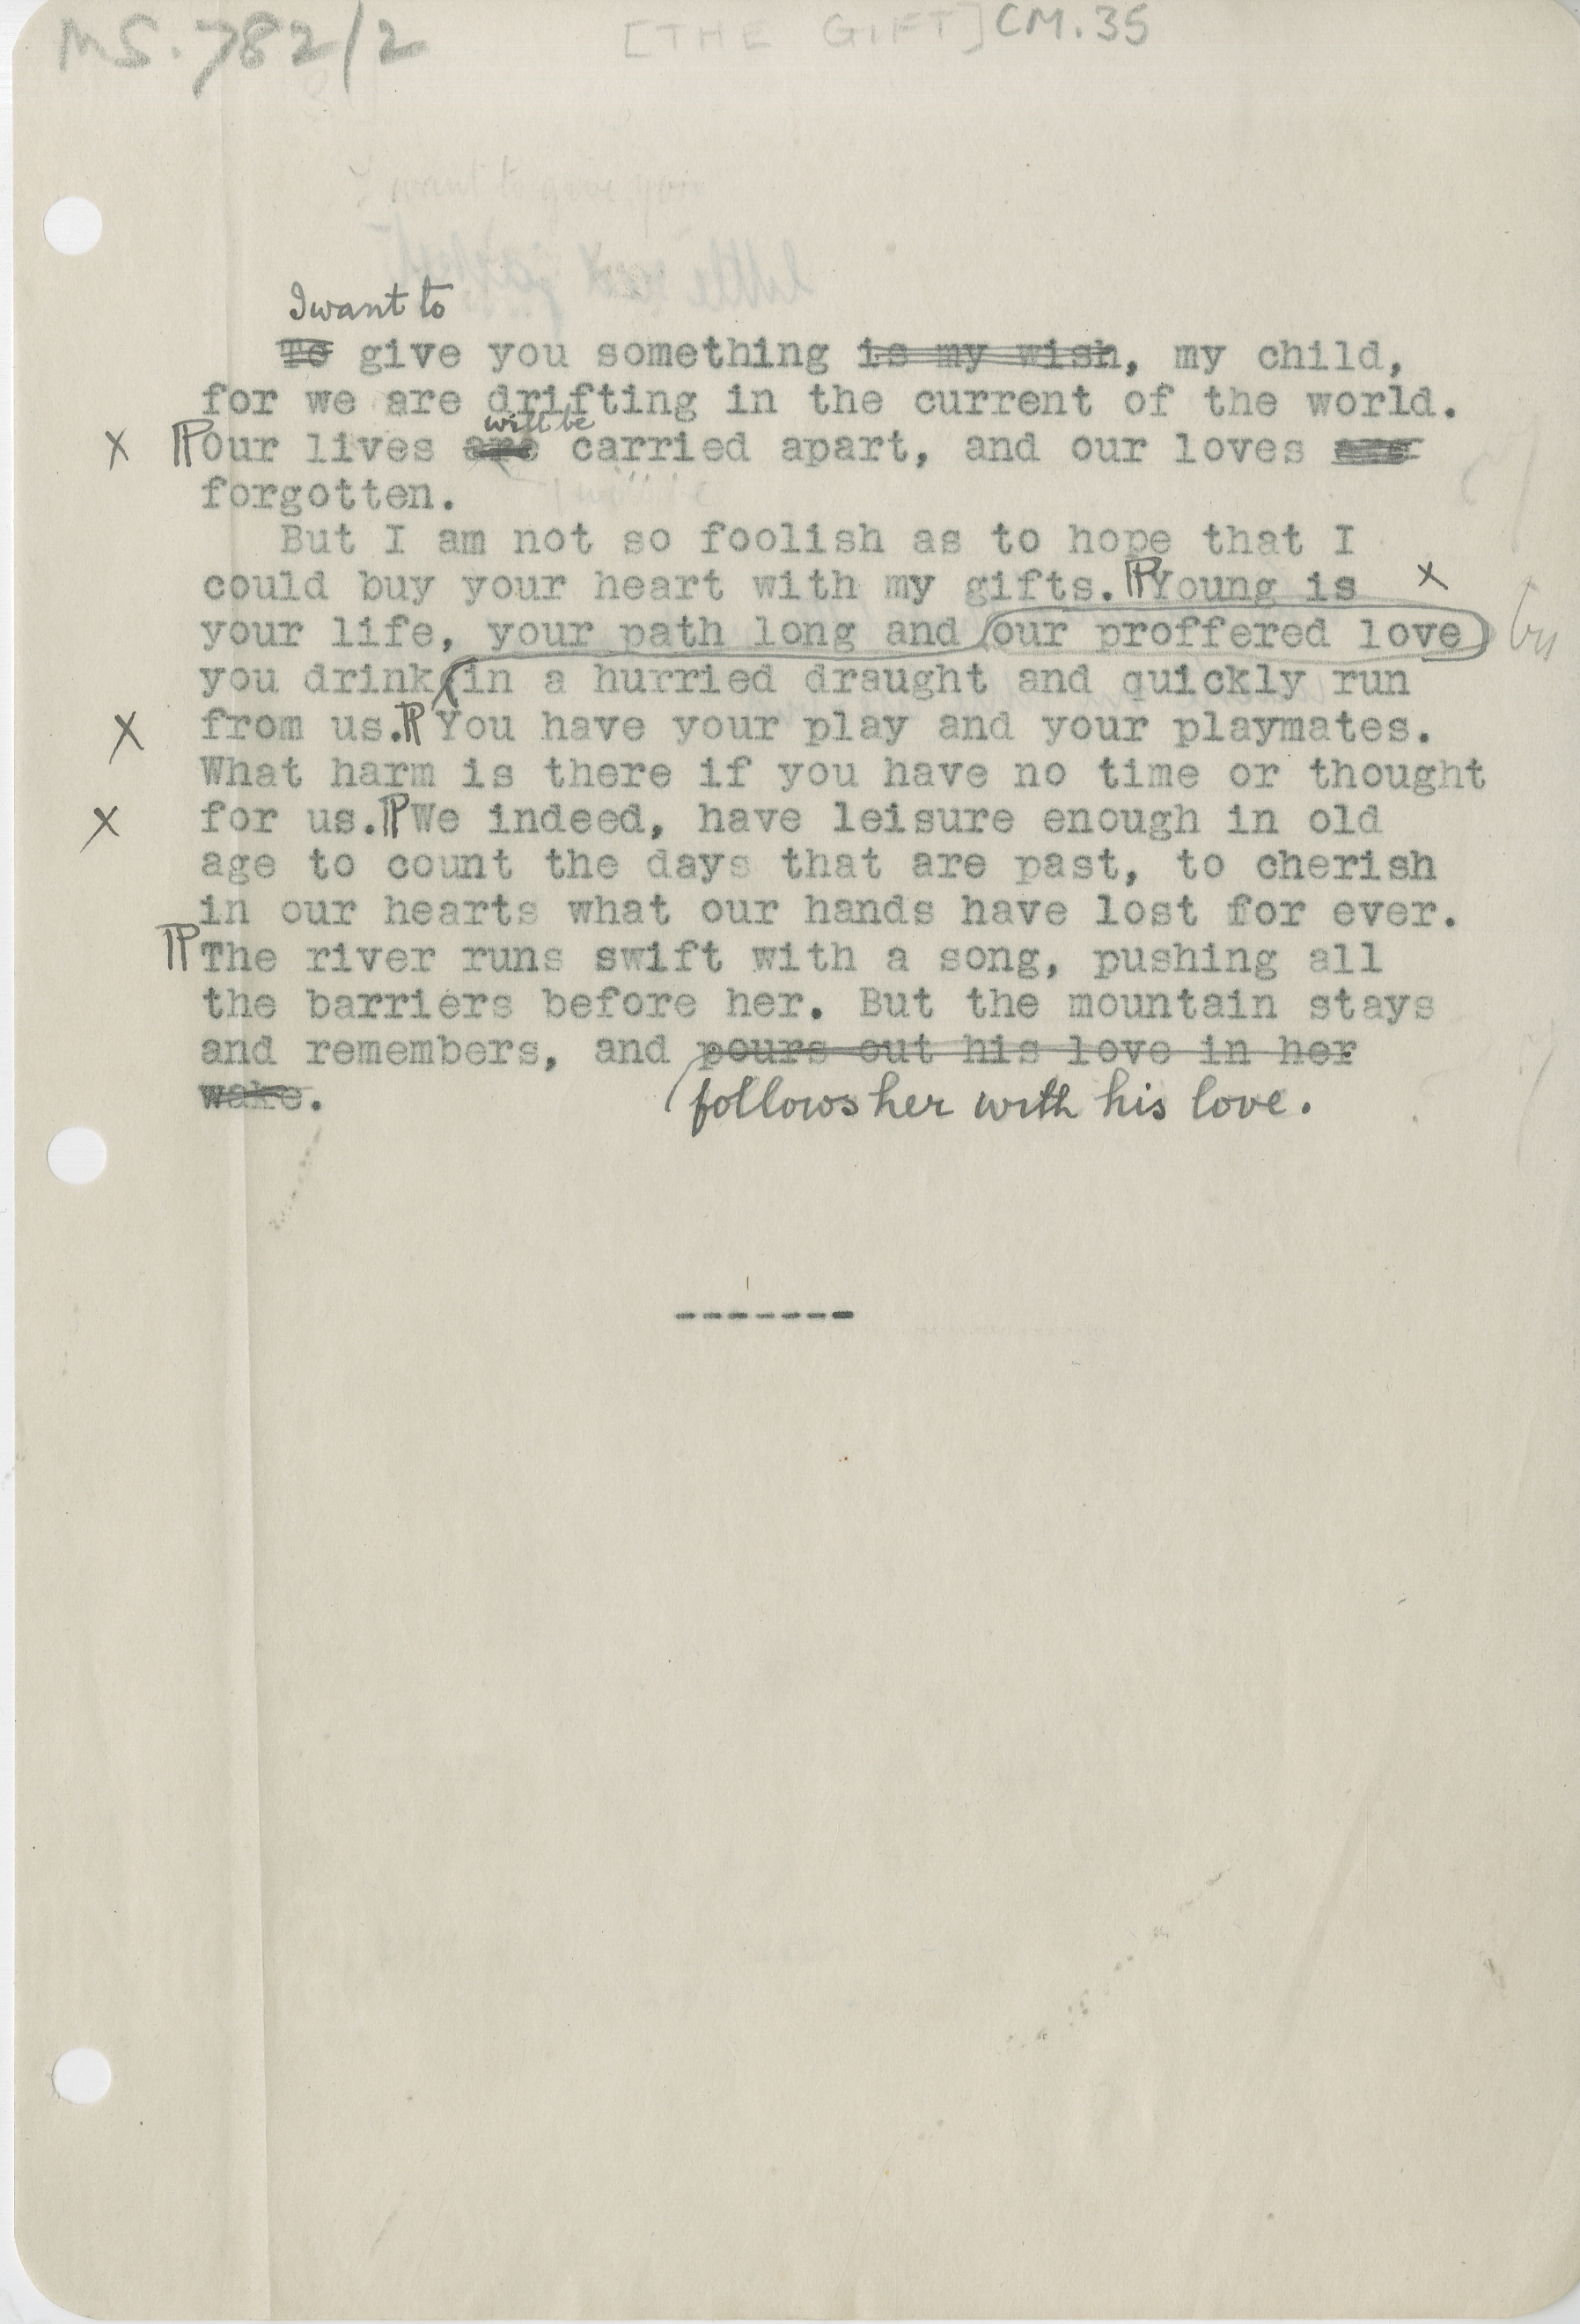 MS. 782/2 [THE GIFT] CM. 35
I want to give you
I want to
To give you something is my wish, my child,
for we are drifting in the current of the world.
will be
x Our lives are carried apart, and our loves
forgotten.
But I am not so foolish as to hope that I
could buy your heart with my gifts. Young is x
your life, your path long and our proffered love
you drink in a hurried draught and quickly run
x from us. You have your play and your playmates.
What harm is there if you have no time or thought
x for us. We indeed, have leisure enough in old
age to count the days that are past, to cherish
in our hearts what our hands have lost for ever.
The river runs swift with a song, pushing all
the barriers before her. But the mountain stays
and remembers, and pours out his love in her
wake.
follows her with his love.
-------